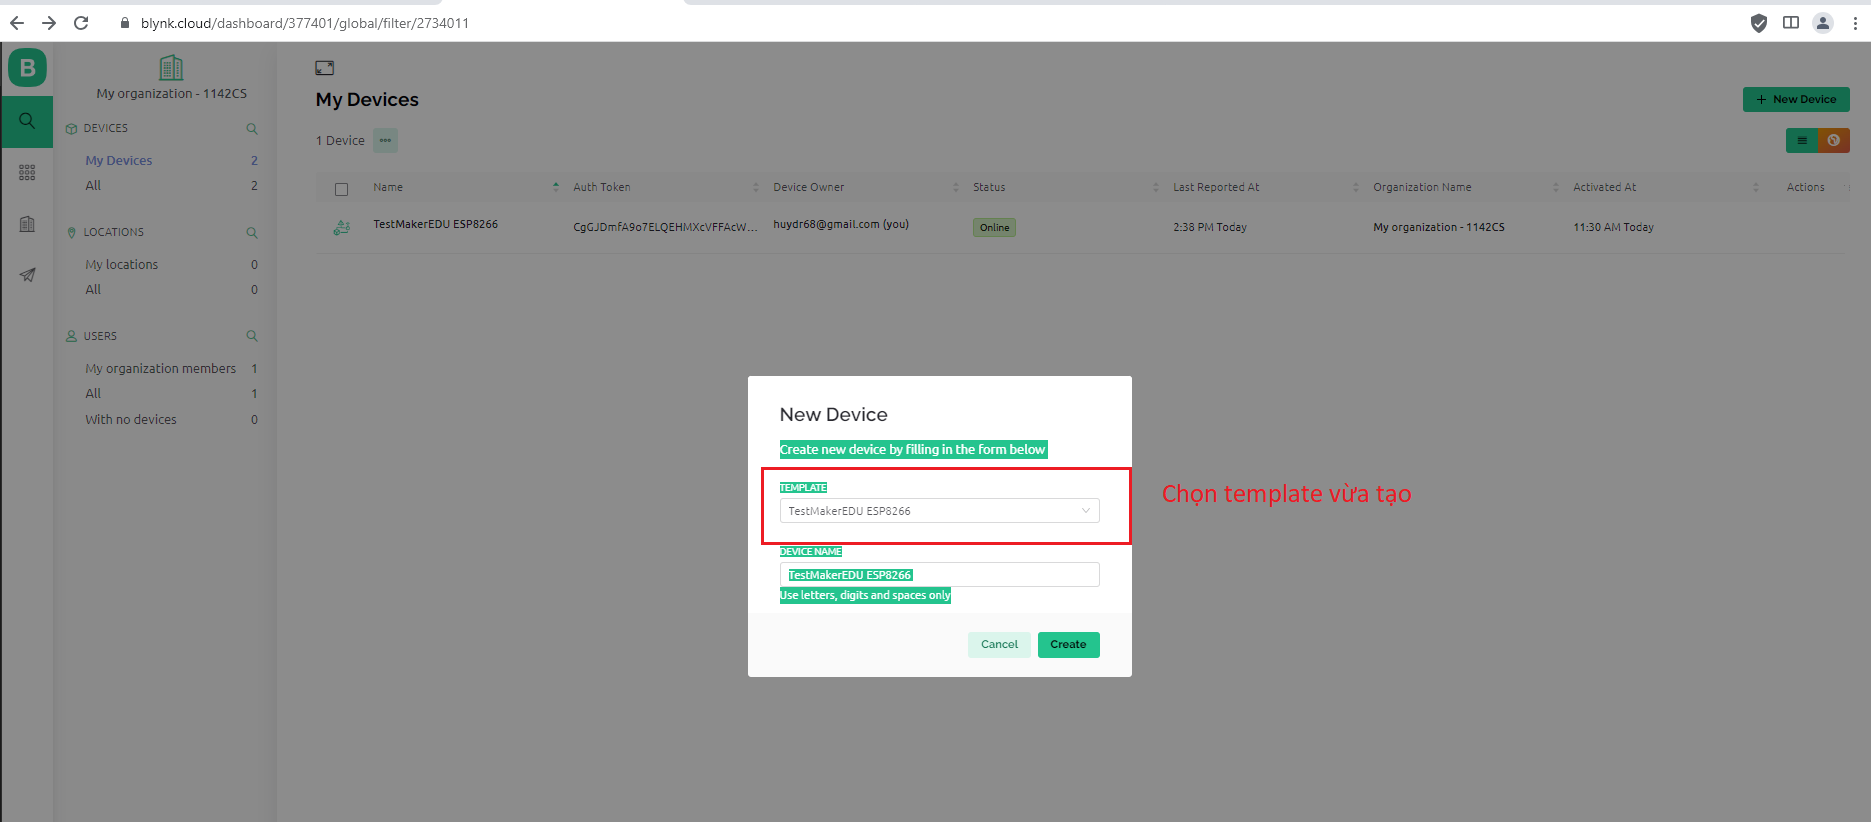 blynk.cloud/dashboard/377401/global/filter/2734011
B
My organization - 1142CS
DEVICES
My Devices 2
All 2
LOCATIONS
My locations 0
All 0
USERS
My organization members 1
All 1
With no devices 0
My Devices
+ New Device
1 Device
Name Auth Token Device Owner Status Last Reported At Organization Name Activated At Actions
TestMakerEDU ESP8266 CgGJDmfA9o7ELQEHMXcVFFAcW... huydr68@gmail.com (you) Online 2:38 PM Today My organization - 1142CS 11:30 AM Today
New Device
Create new device by filling in the form below
TEMPLATE
TestMakerEDU ESP8266
Chọn template vừa tạo
DEVICE NAME
TestMakerEDU ESP8266
Use letters, digits and spaces only
Cancel Create